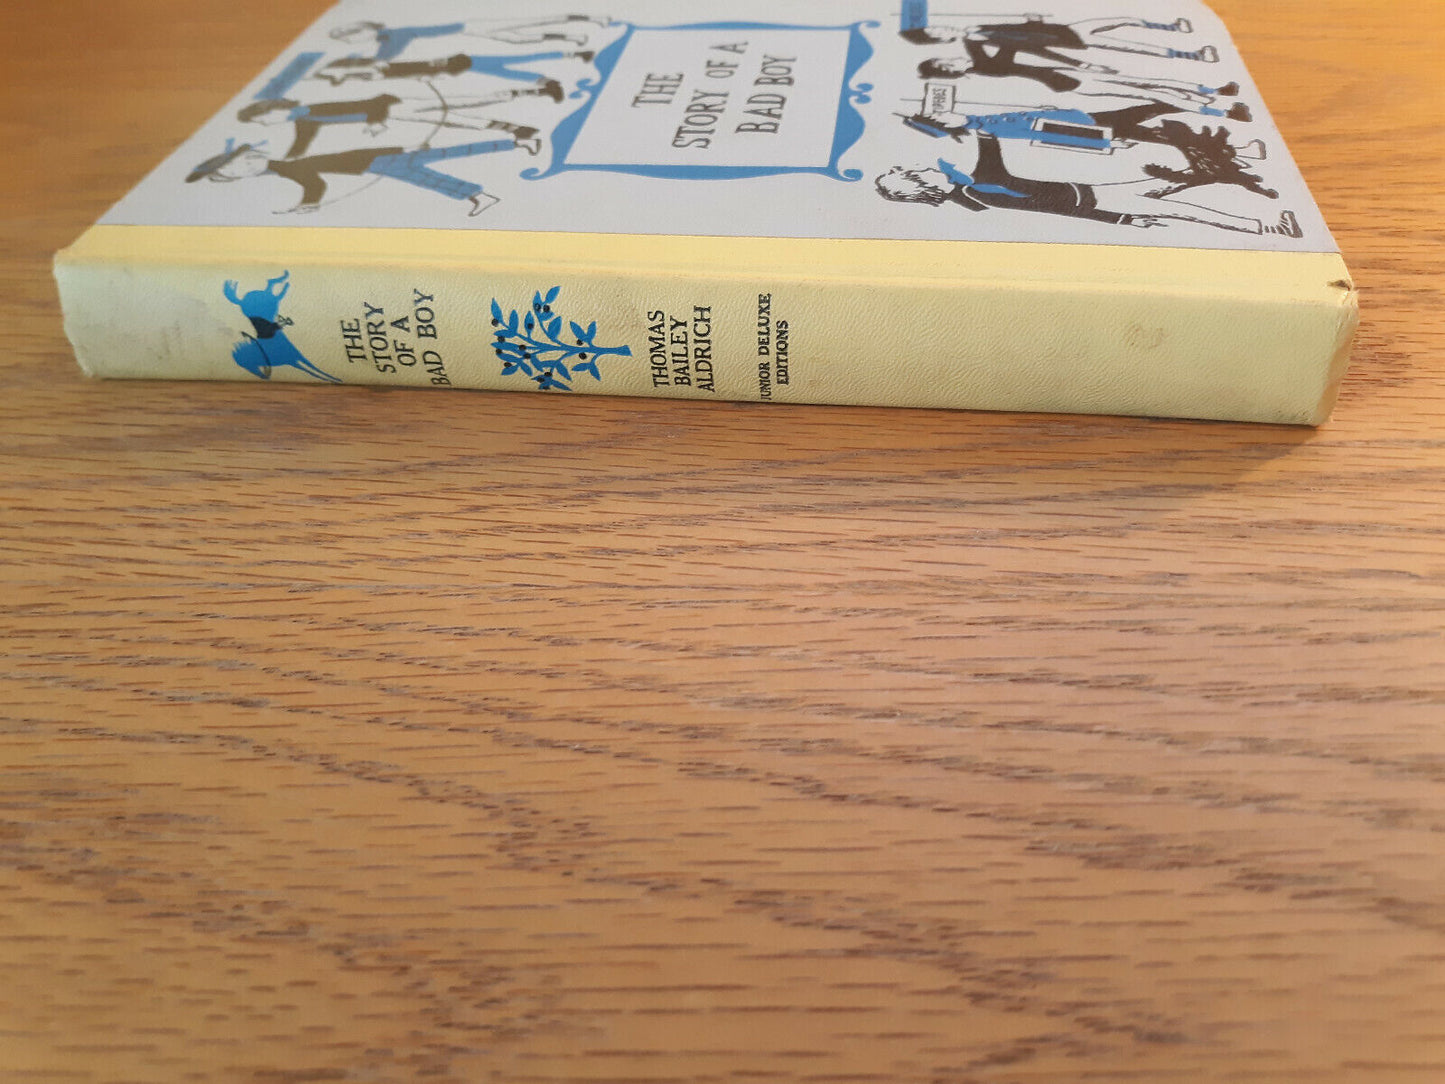 THE
STORY OF A
BAD BOY
THE
STORY
OF A
BAD BOY
THOMAS
BAILEY
ALDRICH
JUNIOR DELUXE
EDITIONS